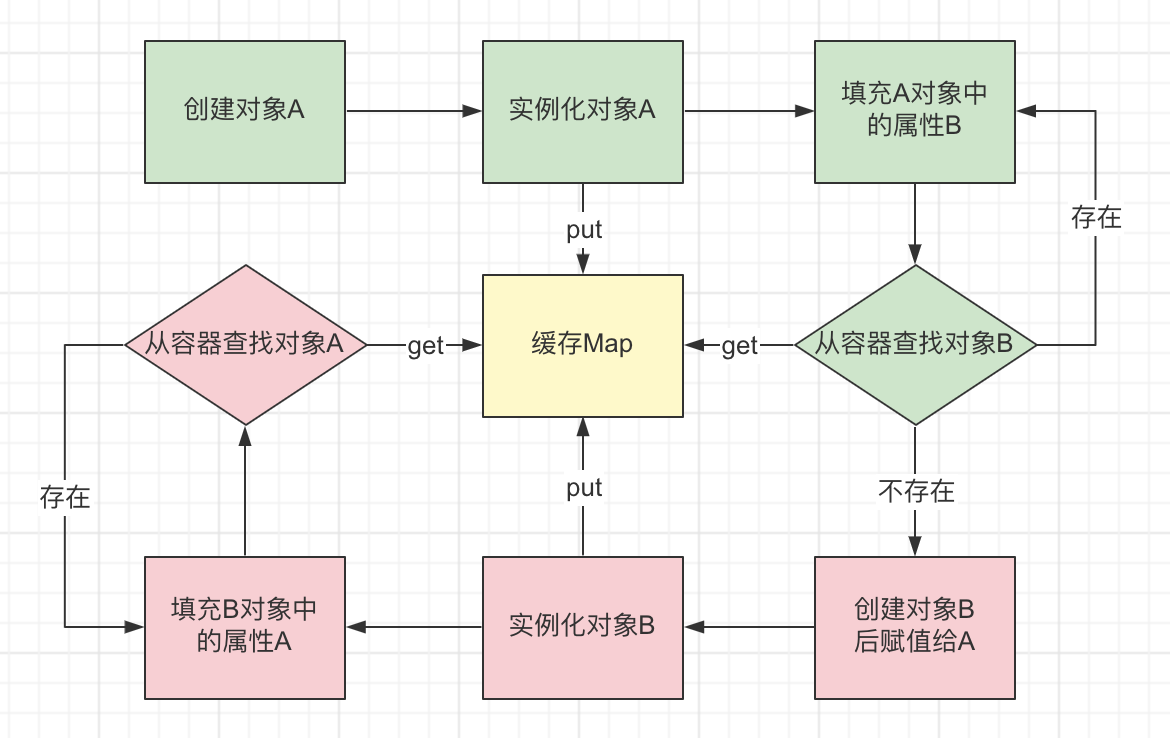 创建对象A
实例化对象A
填充A对象中
的属性B
put
存在
从容器查找对象A
get
缓存Map
get
从容器查找对象B
存在
put
不存在
填充B对象中
的属性A
实例化对象B
创建对象B
后赋值给A